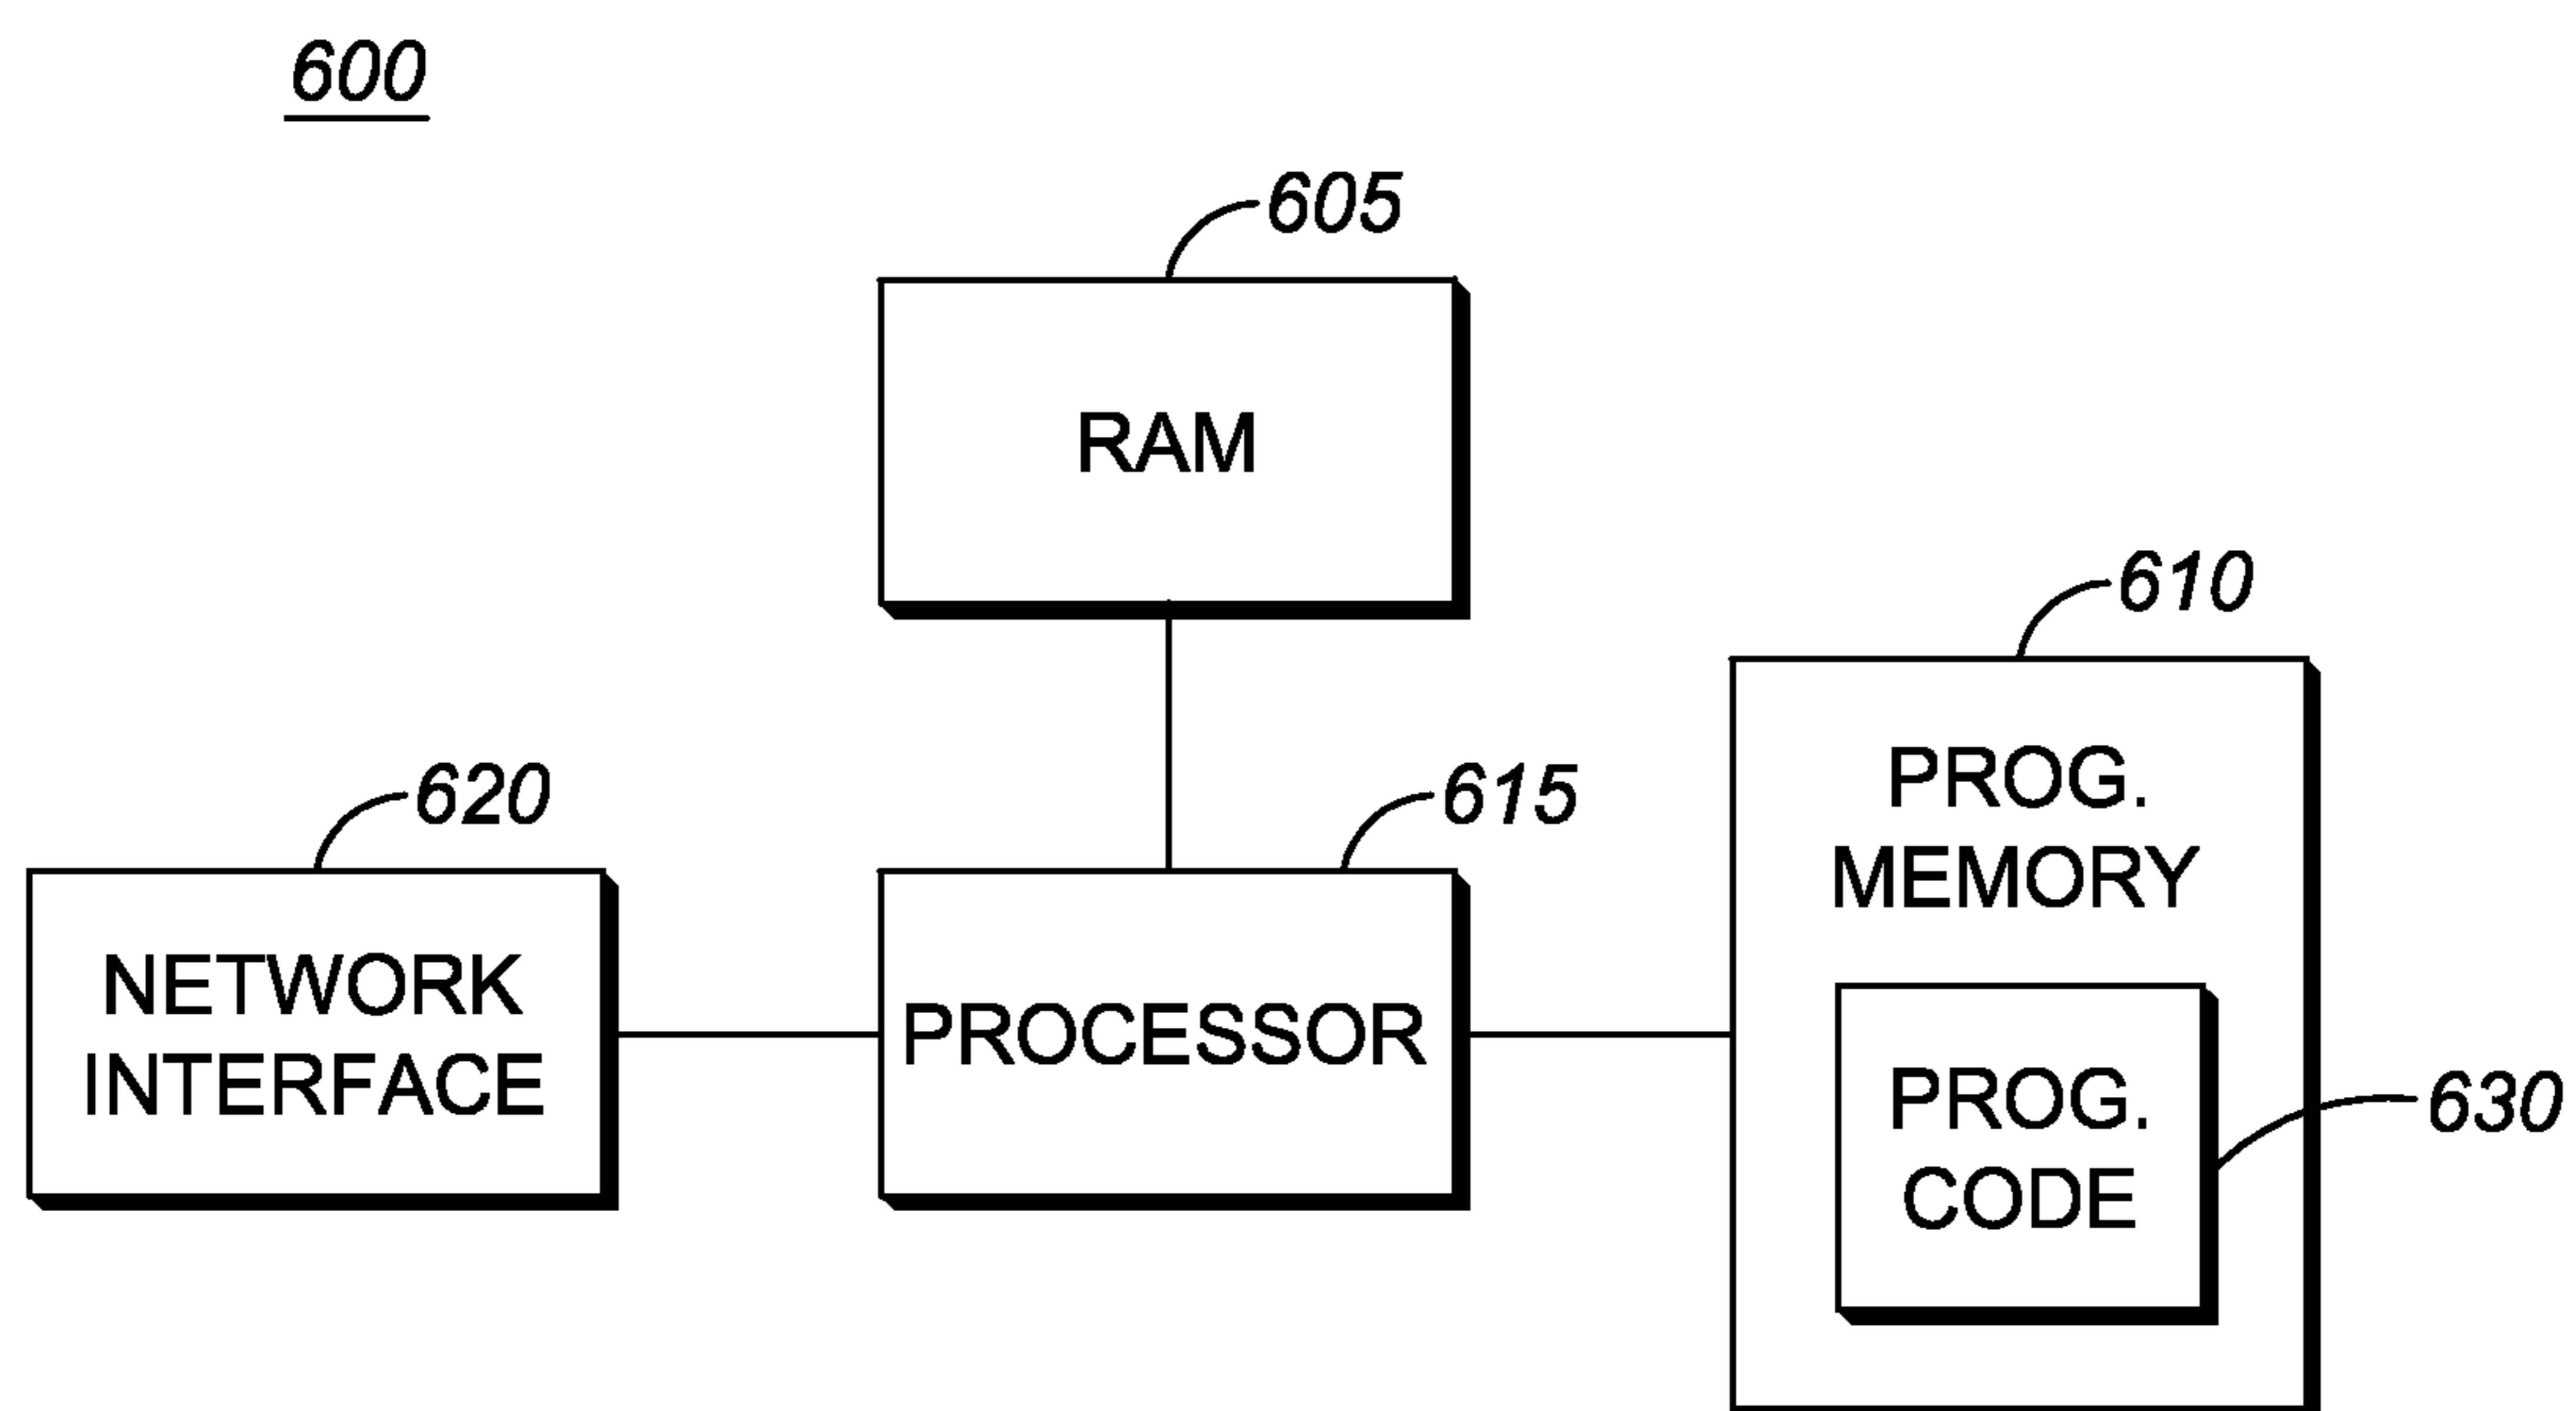 600
605
RAM
610
PROG.
MEMORY
620
615
NETWORK
INTERFACE
PROCESSOR
PROG.
CODE
630